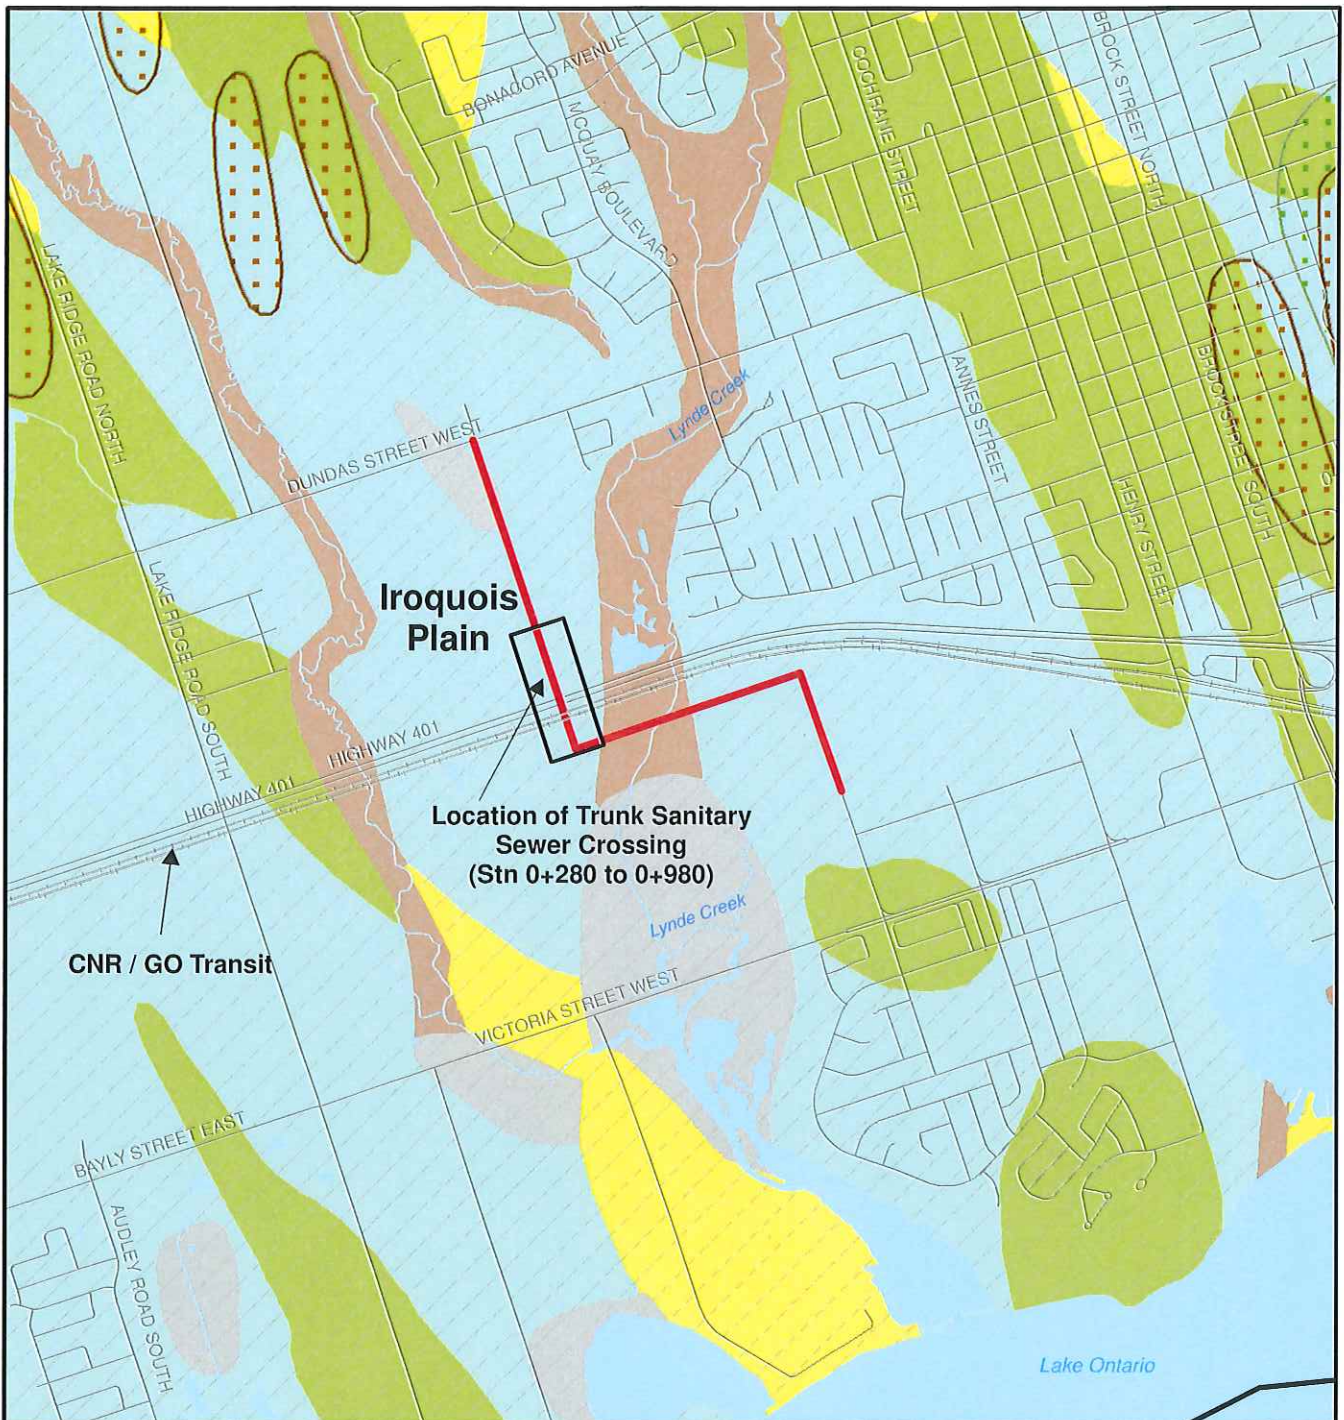 BONACORD AVENUE
MCQUAY BOULEVARD
COCHRANE STREET
BROCK STREET NORTH
LAKE RIDGE ROAD NORTH
Lynde Creek
DUNDAS STREET WEST
ANNES STREET
BROCK STREET SOUTH
HENRY STREET
Iroquois
Plain
LAKE RIDGE ROAD SOUTH
HIGHWAY 401
HIGHWAY 401
Location of Trunk Sanitary
Sewer Crossing
(Stn 0+280 to 0+980)
Lynde Creek
CNR / GO Transit
VICTORIA STREET WEST
BAYLY STREET EAST
AUDLEY ROAD SOUTH
Lake Ontario